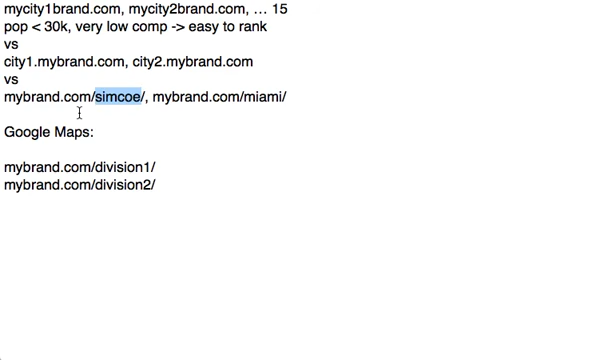 mycity1brand.com, mycity2brand.com, … 15
pop < 30k, very low comp -> easy to rank
vs
city1.mybrand.com, city2.mybrand.com
vs
mybrand.com/simcoe/, mybrand.com/miami/
Google Maps:
mybrand.com/division1/
mybrand.com/division2/